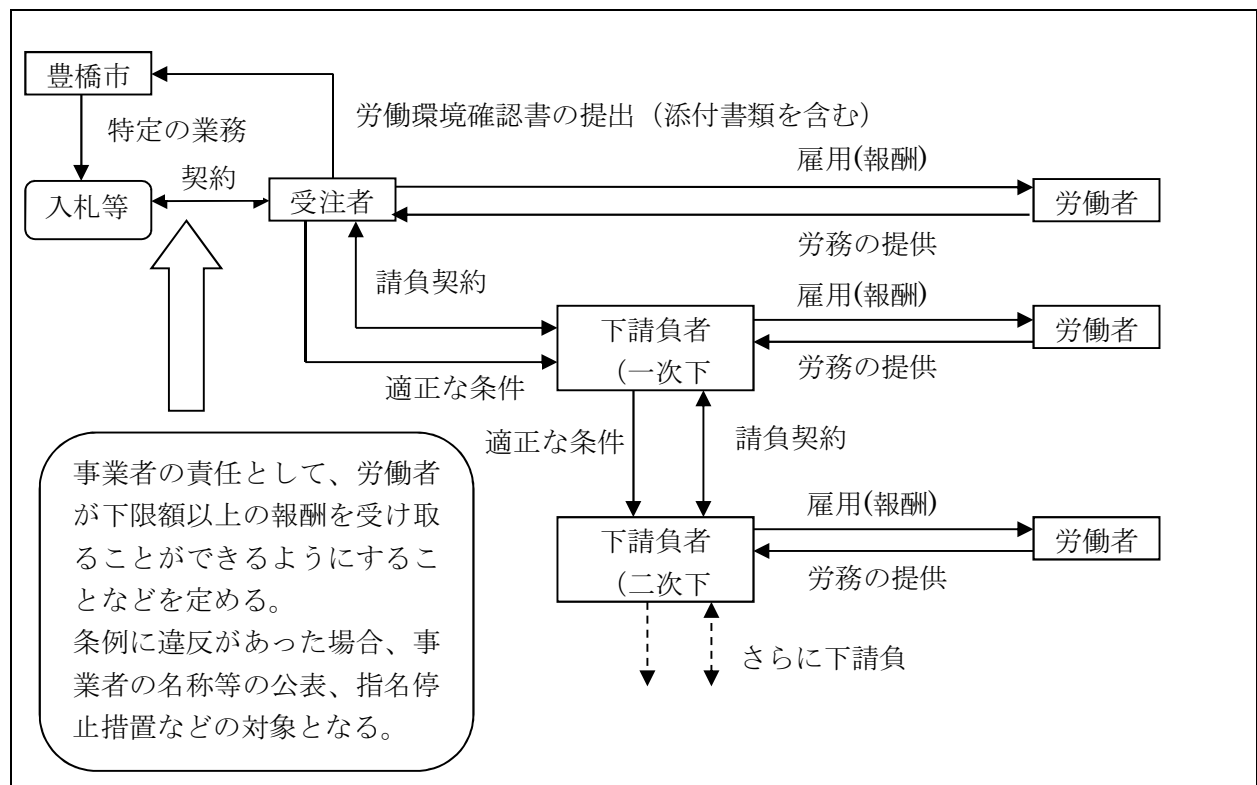 豊橋市
労働環境確認書の提出（添付書類を含む）
特定の業務
雇用(報酬)
契約
入札等
受注者
労働者
労務の提供
請負契約
雇用(報酬)
下請負者
（一次下
労働者
労務の提供
適正な条件
適正な条件
請負契約
事業者の責任として、労働者
が下限額以上の報酬を受け取
ることができるようにするこ
となどを定める。
条例に違反があった場合、事
業者の名称等の公表、指名停
止措置などの対象となる。
雇用(報酬)
下請負者
（二次下
労働者
労務の提供
さらに下請負